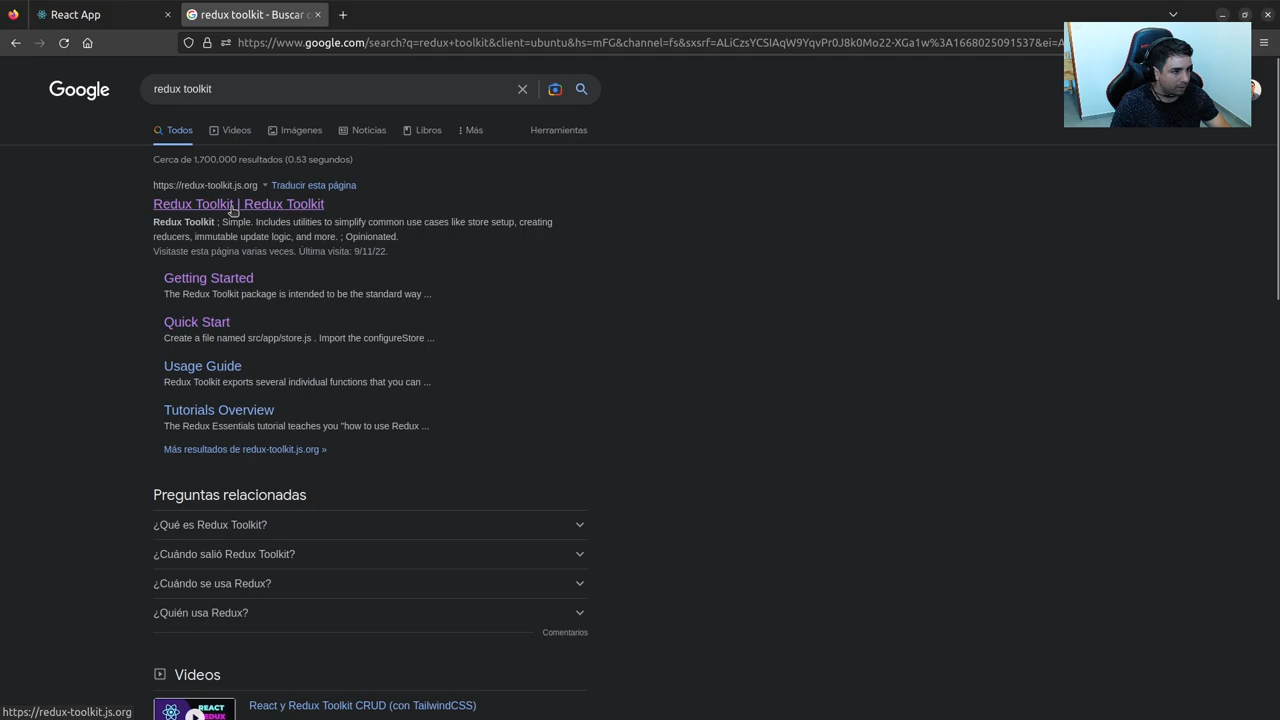 React App
redux toolkit - Buscar
https://www.google.com/search?q=redux+toolkit&client=ubuntu&hs=mFG&channel=fs&sxsrf=ALiCzsYCSIAqW9YqvPr0J8k0Mo22-XGa1w%3A1668025091537&ei=A
Google
redux toolkit
Todos
Videos
Imágenes
Noticias
Libros
Más
Herramientas
Cerca de 1,700,000 resultados (0.53 segundos)
https://redux-toolkit.js.org
Traducir esta página
Redux Toolkit | Redux Toolkit
Redux Toolkit ; Simple. Includes utilities to simplify common use cases like store setup, creating
reducers, immutable update logic, and more. ; Opinionated.
Visitaste esta página varias veces. Última visita: 9/11/22.
Getting Started
The Redux Toolkit package is intended to be the standard way ...
Quick Start
Create a file named src/app/store.js . Import the configureStore ...
Usage Guide
Redux Toolkit exports several individual functions that you can ...
Tutorials Overview
The Redux Essentials tutorial teaches you "how to use Redux ...
Más resultados de redux-toolkit.js.org »
Preguntas relacionadas
¿Qué es Redux Toolkit?
¿Cuándo salió Redux Toolkit?
¿Cuándo se usa Redux?
¿Quién usa Redux?
Comentarios
Videos
REACT
React y Redux Toolkit CRUD (con TailwindCSS)
https://redux-toolkit.js.org